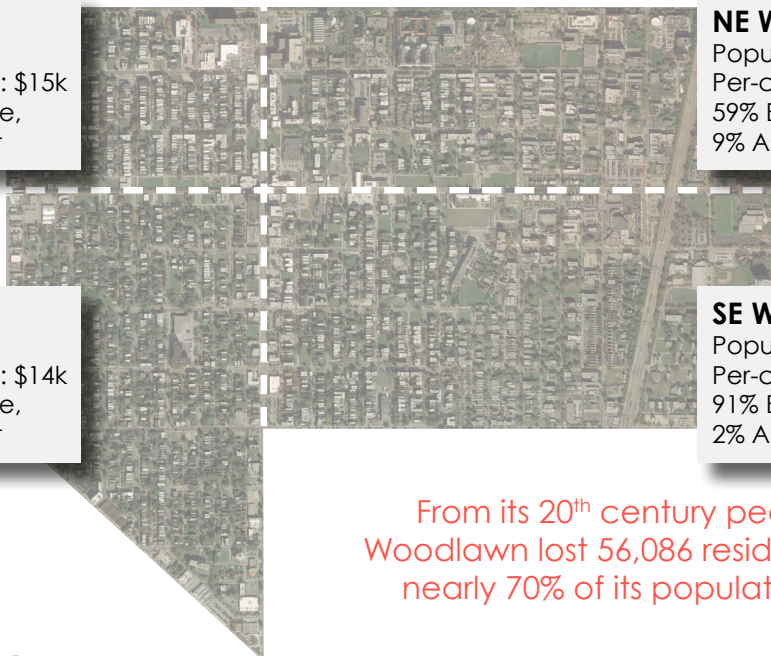 : $15k
e,
NE W
Popu
Per-c
59% B
9% A
: $14k
e,
SE W
Popu
Per-c
91% B
2% A
From its 20th century pea
Woodlawn lost 56,086 resid
nearly 70% of its populat